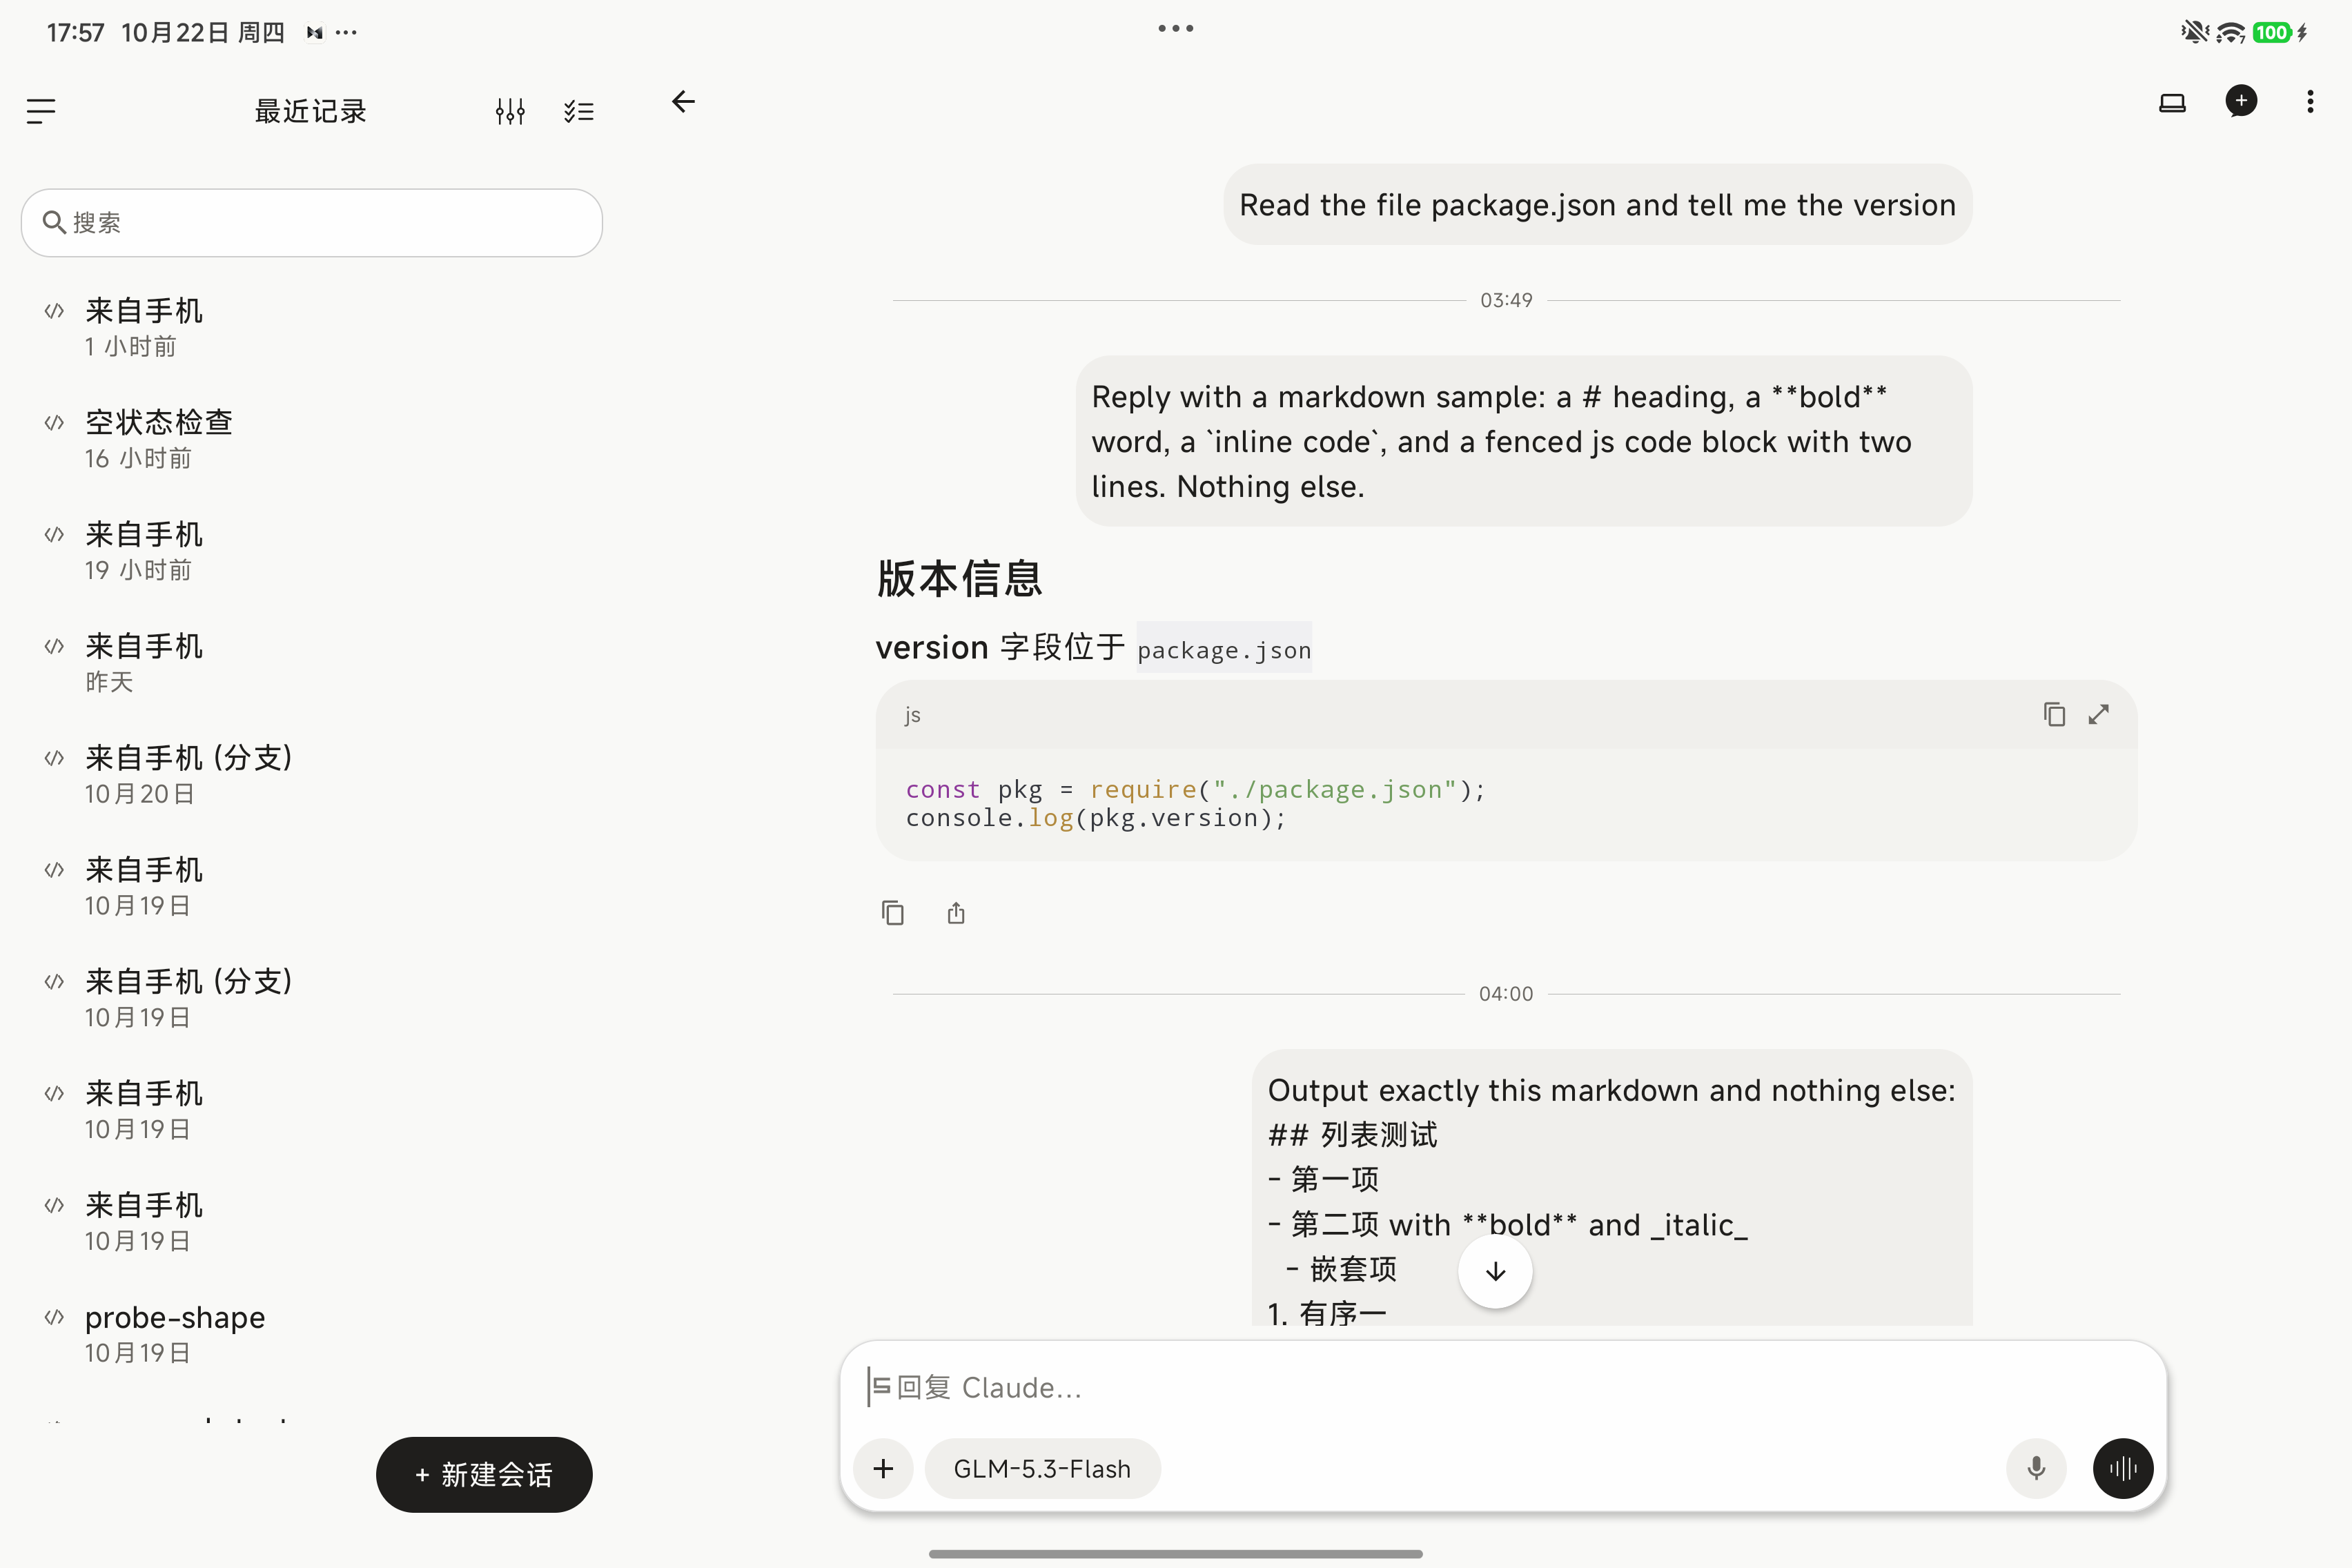 17:57 10月22日 周四
100
最近记录
搜索
来自手机
1 小时前
空状态检查
16 小时前
来自手机
19 小时前
来自手机
昨天
来自手机 (分支)
10月20日
来自手机
10月19日
来自手机 (分支)
10月19日
来自手机
10月19日
来自手机
10月19日
probe-shape
10月19日
+ 新建会话
Read the file package.json and tell me the version
03:49
Reply with a markdown sample: a # heading, a **bold**
word, a `inline code`, and a fenced js code block with two
lines. Nothing else.
版本信息
version 字段位于 package.json
js
const pkg = require("./package.json");
console.log(pkg.version);
04:00
Output exactly this markdown and nothing else:
## 列表测试
- 第一项
- 第二项 with **bold** and _italic_
- 嵌套项
1. 有序一
回复 Claude...
GLM-5.3-Flash